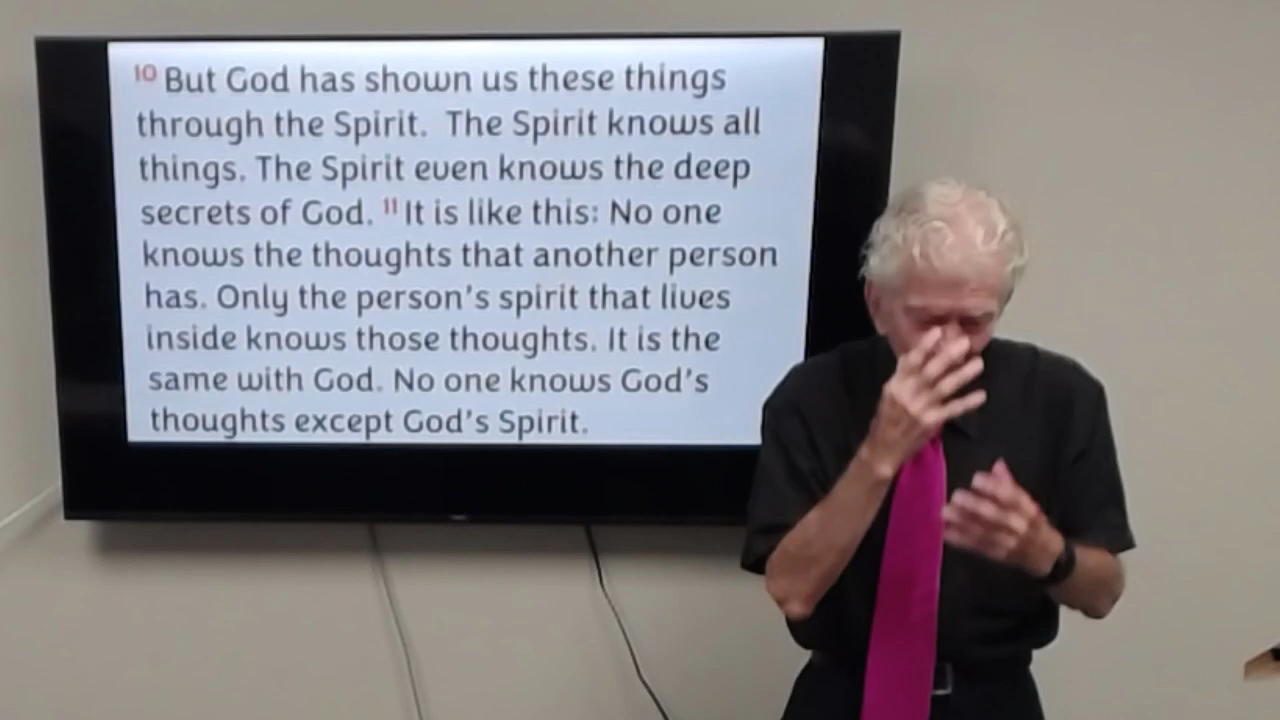 10 But God has shown us these things
through the Spirit. The Spirit knows all
things. The Spirit even knows the deep
secrets of God. 11 It is like this: No one
knows the thoughts that another person
has. Only the person's spirit that lives
inside knows those thoughts. It is the
same with God. No one knows God's
thoughts except God's Spirit.